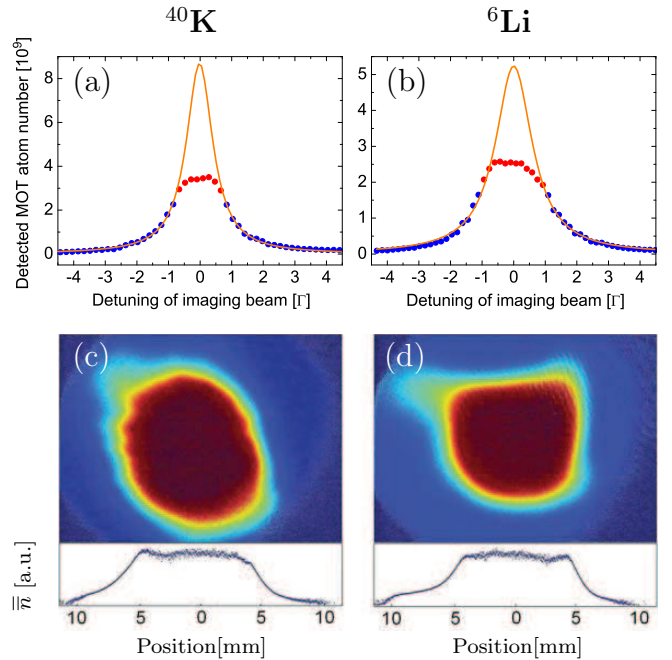 ⁴⁰K ⁶Li
Detected MOT atom number [10⁹]
(a)
8
6
4
2
0
-4 -3 -2 -1 0 1 2 3 4
Detuning of imaging beam [Γ]
(b)
5
4
3
2
1
0
-4 -3 -2 -1 0 1 2 3 4
Detuning of imaging beam [Γ]
(c) (d)
n̿ [a.u.]
10 5 0 5 10
Position[mm]
10 5 0 5 10
Position[mm]